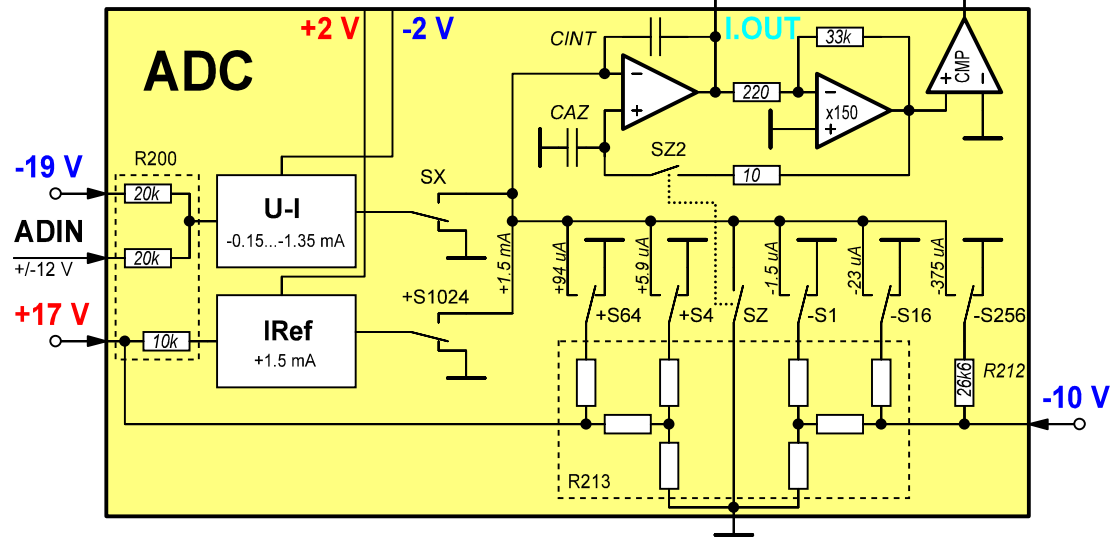 +2 V
-2 V
I.OUT
CINT
33k
ADC
220
x150
CMP
+
-
CAZ
-19 V
R200
20k
SZ2
10
SX
U-I
-0.15...-1.35 mA
ADIN
+/-12 V
20k
+1.5 mA
+94 uA
+5.9 uA
-1.5 uA
-23 uA
-375 uA
+17 V
10k
IRef
+1.5 mA
+S1024
+S64
+S4
SZ
-S1
-S16
-S256
26k6
R212
-10 V
R213